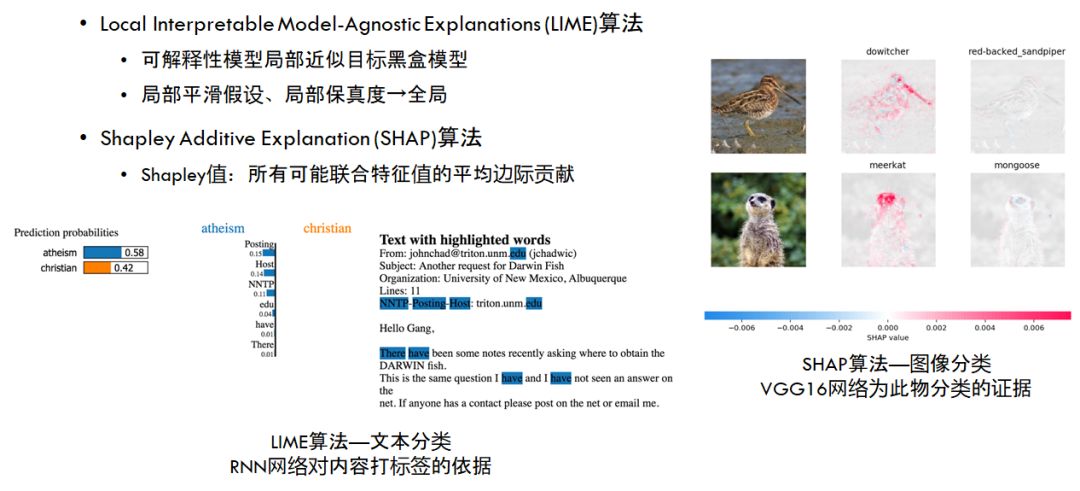 • Local Interpretable Model-Agnostic Explanations (LIME)算法
• 可解释性模型局部近似目标黑盒模型
• 局部平滑假设、局部保真度→全局
• Shapley Additive Explanation (SHAP)算法
• Shapley值：所有可能联合特征值的平均边际贡献
Prediction probabilities
atheism 0.58
christian 0.42
atheism christian
Posting
0.15
Host
0.14
NNTP
0.11
edu
0.04
have
0.01
There
0.01
Text with highlighted words
From: johnchad@triton.unm.edu (jchadwic)
Subject: Another request for Darwin Fish
Organization: University of New Mexico, Albuquerque
Lines: 11
NNTP-Posting-Host: triton.unm.edu
Hello Gang,
There have been some notes recently asking where to obtain the
DARWIN fish.
This is the same question I have and I have not seen an answer on
the
net. If anyone has a contact please post on the net or email me.
LIME算法—文本分类
RNN网络对内容打标签的依据
dowitcher red-backed_sandpiper
meerkat mongoose
−0.006 −0.004 −0.002 0.000 0.002 0.004 0.006
SHAP value
SHAP算法—图像分类
VGG16网络为此物分类的证据